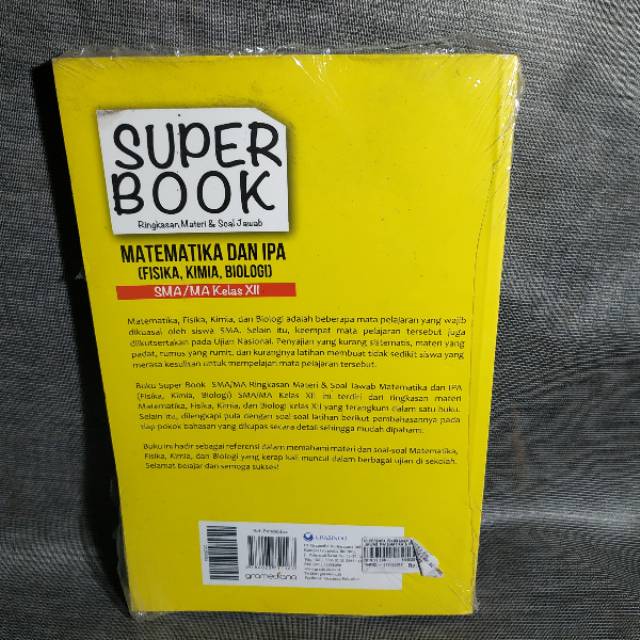 SUPER
BOOK
Ringkasan Materi & Soal Jawab
MATEMATIKA DAN IPA
(FISIKA, KIMIA, BIOLOGI)
SMA/MA Kelas XII
Matematika, Fisika, Kimia, dan Biologi adalah beberapa mata pelajaran yang wajib
dikuasai oleh siswa SMA. Selain itu, keempat mata pelajaran tersebut juga
diikutsertakan pada Ujian Nasional. Penyajian yang kurang sistematis, materi yang
padat, rumus yang rumit, dan kurangnya latihan membuat tidak sedikit siswa yang
merasa kesulitan untuk mempelajari mata pelajaran tersebut.
Buku Super Book SMA/MA Ringkasan Materi & Soal Jawab Matematika dan IPA
(Fisika, Kimia, Biologi) SMA/MA Kelas XII ini terdiri dari ringkasan materi
Matematika, Fisika, Kimia, dan Biologi kelas XII yang terangkum dalam satu buku.
Selain itu, dilengkapi pula dengan soal-soal latihan berikut pembahasannya pada
tiap pokok bahasan yang dikupas secara detail sehingga mudah dipahami.
Buku ini hadir sebagai referensi dalam memahami materi dan soal-soal Matematika,
Fisika, Kimia, dan Biologi yang kerap kali muncul dalam berbagai ujian di sekolah.
Selamat belajar dan semoga sukses!
GRASINDO
gramediana